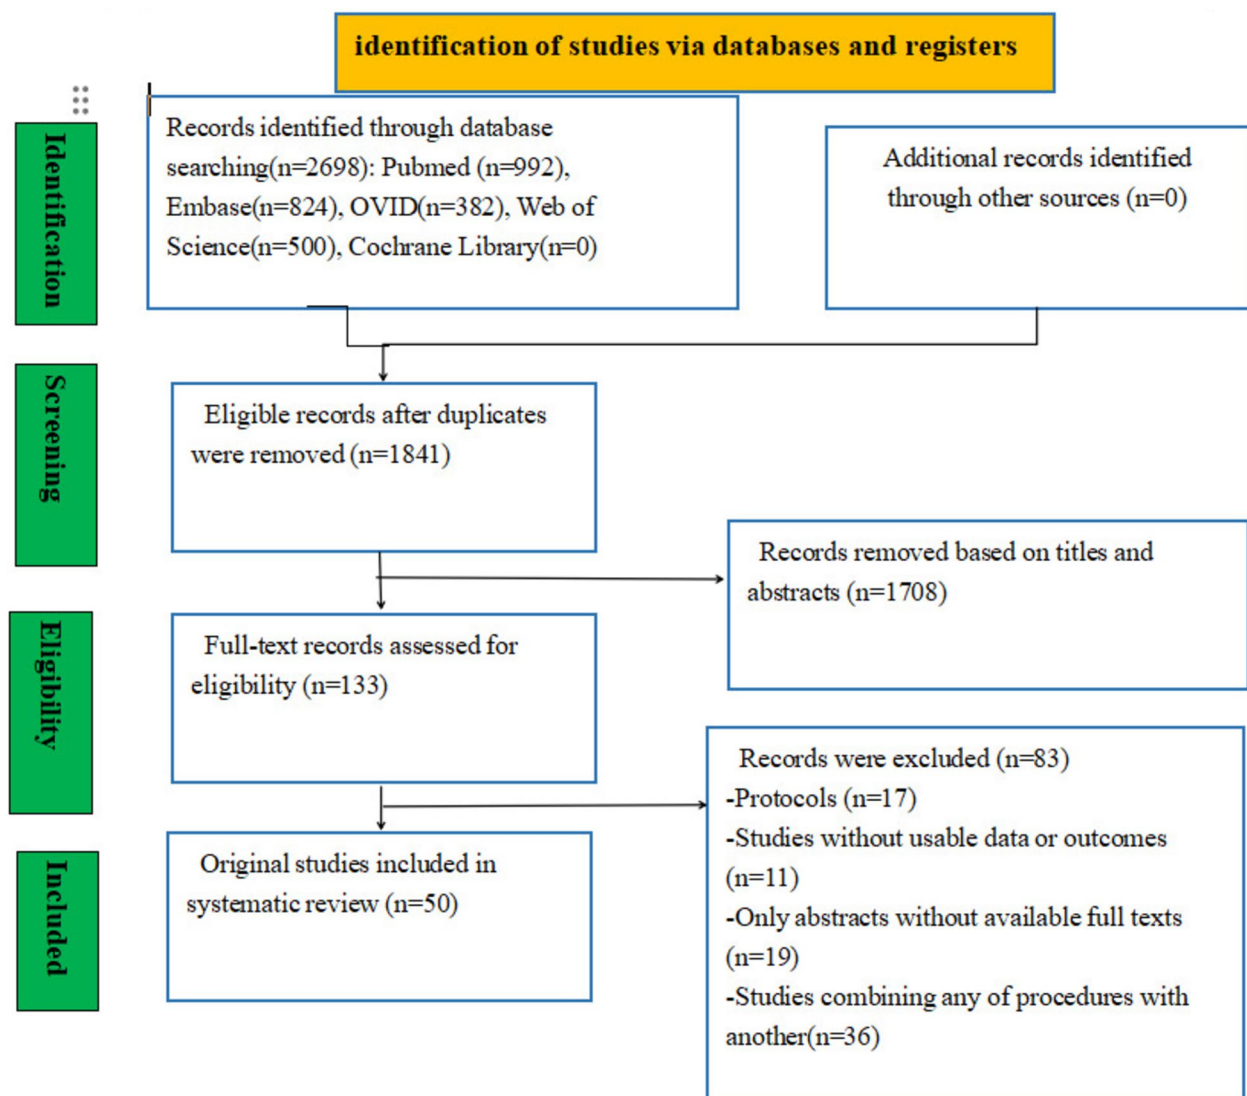 identification of studies via databases and registers
Identification
Records identified through database
searching(n=2698): Pubmed (n=992),
Embase(n=824), OVID(n=382), Web of
Science(n=500), Cochrane Library(n=0)
Additional records identified
through other sources (n=0)
Screening
Eligible records after duplicates
were removed (n=1841)
Records removed based on titles and
abstracts (n=1708)
Eligibility
Full-text records assessed for
eligibility (n=133)
Records were excluded (n=83)
-Protocols (n=17)
-Studies without usable data or outcomes
(n=11)
-Only abstracts without available full texts
(n=19)
-Studies combining any of procedures with
another(n=36)
Included
Original studies included in
systematic review (n=50)